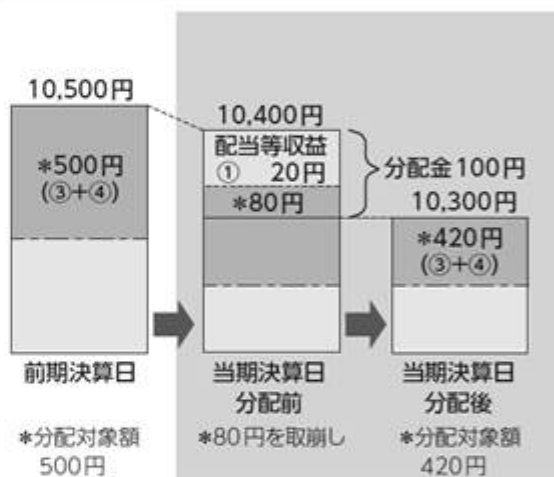 10,500円
*500円
(③+④)
前期決算日
*分配対象額
500円
10,400円
配当等収益
① 20円
*80円
分配金 100円
当期決算日
分配前
*80円を取崩し
10,300円
*420円
(③+④)
当期決算日
分配後
*分配対象額
420円